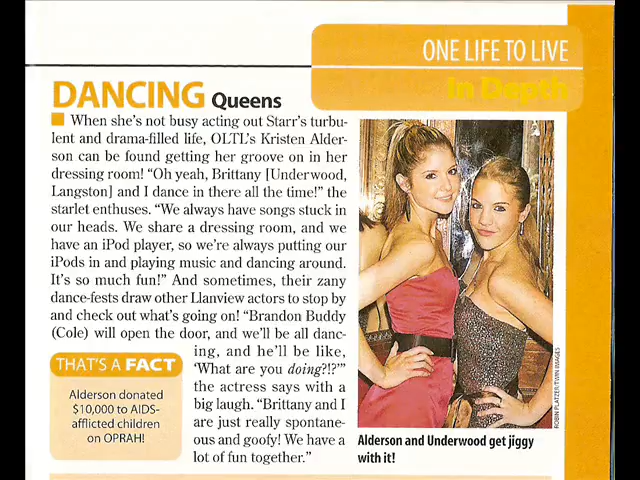 ONE LIFE TO LIVE
In Depth
DANCING Queens
When she's not busy acting out Starr's turbu-
lent and drama-filled life, OLTL's Kristen Alder-
son can be found getting her groove on in her
dressing room! "Oh yeah, Brittany [Underwood,
Langston] and I dance in there all the time!" the
starlet enthuses. "We always have songs stuck in
our heads. We share a dressing room, and we
have an iPod player, so we're always putting our
iPods in and playing music and dancing around.
It's so much fun!" And sometimes, their zany
dance-fests draw other Llanview actors to stop by
and check out what's going on! "Brandon Buddy
(Cole) will open the door, and we'll be all danc-
ing, and he'll be like,
'What are you doing?!?'"
the actress says with a
big laugh. "Brittany and I
are just really spontane-
ous and goofy! We have a
lot of fun together."
THAT'S A FACT
Alderson donated
$10,000 to AIDS-
afflicted children
on OPRAH!
ROBIN PLATZER/TWIN IMAGES
Alderson and Underwood get jiggy
with it!